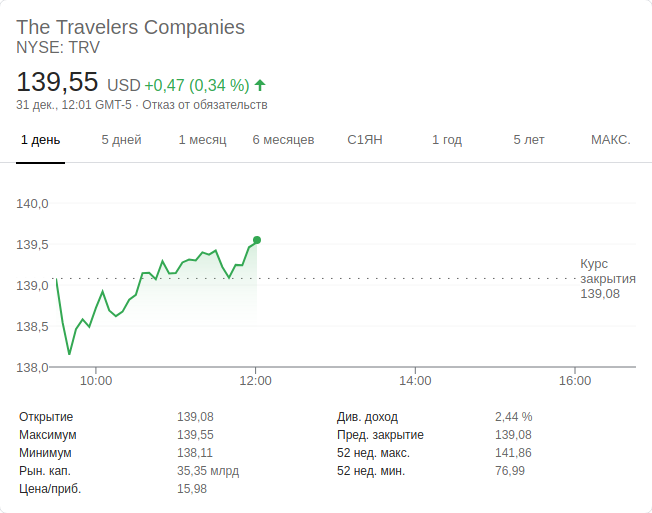 The Travelers Companies
NYSE: TRV
139,55 USD +0,47 (0,34 %)
31 дек., 12:01 GMT-5 · Отказ от обязательств
1 день 5 дней 1 месяц 6 месяцев С1ЯН 1 год 5 лет МАКС.
140,0
139,5
Курс
закрытия
139,08
139,0
138,5
138,0
10:00 12:00 14:00 16:00
Открытие 139,08 Див. доход 2,44 %
Максимум 139,55 Пред. закрытие 139,08
Минимум 138,11 52 нед. макс. 141,86
Рын. кап. 35,35 млрд 52 нед. мин. 76,99
Цена/приб. 15,98